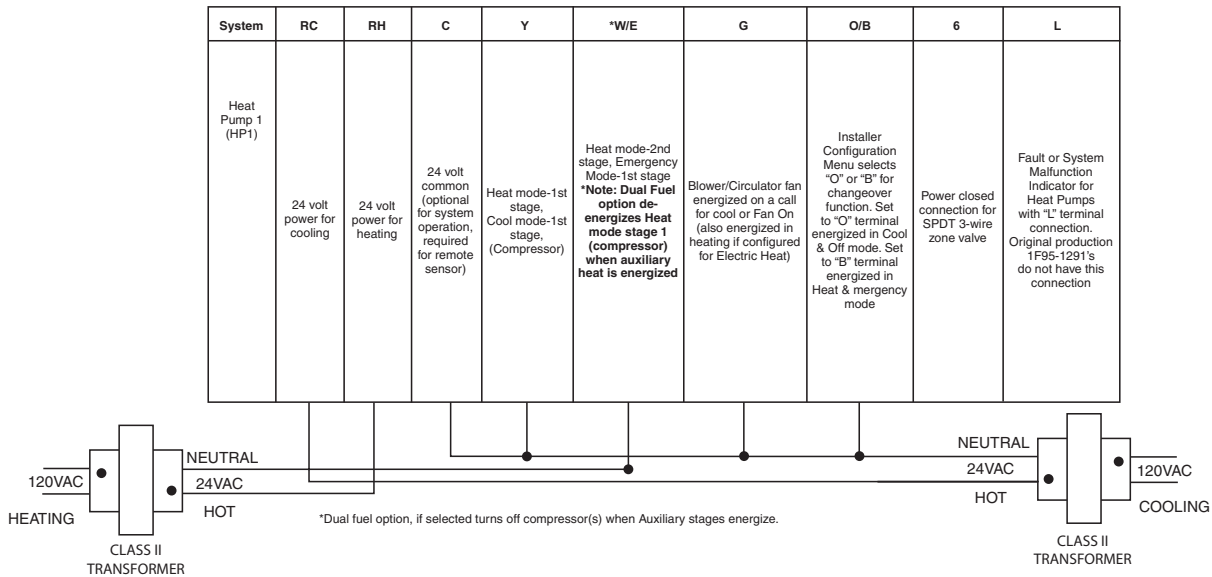 System RC RH C Y *W/E G O/B 6 L
Heat
Pump 1
(HP1)
24 volt
power for
cooling
24 volt
power for
heating
24 volt
common
(optional
for system
operation,
required
for remote
sensor)
Heat mode-1st
stage,
Cool mode-1st
stage,
(Compressor)
Heat mode-2nd
stage, Emergency
Mode-1st stage
*Note: Dual Fuel
option de-
energizes Heat
mode stage 1
(compressor)
when auxiliary
heat is energized
Blower/Circulator fan
energized on a call
for cool or Fan On
(also energized in
heating if configured
for Electric Heat)
Installer
Configuration
Menu selects
“O” or “B” for
changeover
function. Set
to “O” terminal
energized in Cool
& Off mode. Set
to “B” terminal
energized in
Heat & mergency
mode
Power closed
connection for
SPDT 3-wire
zone valve
Fault or System
Malfunction
Indicator for
Heat Pumps
with “L” terminal
connection.
Original production
1F95-1291's
do not have this
connection
120VAC
HEATING
NEUTRAL
24VAC
HOT
CLASS II
TRANSFORMER
*Dual fuel option, if selected turns off compressor(s) when Auxiliary stages energize.
NEUTRAL
24VAC
HOT
120VAC
COOLING
CLASS II
TRANSFORMER